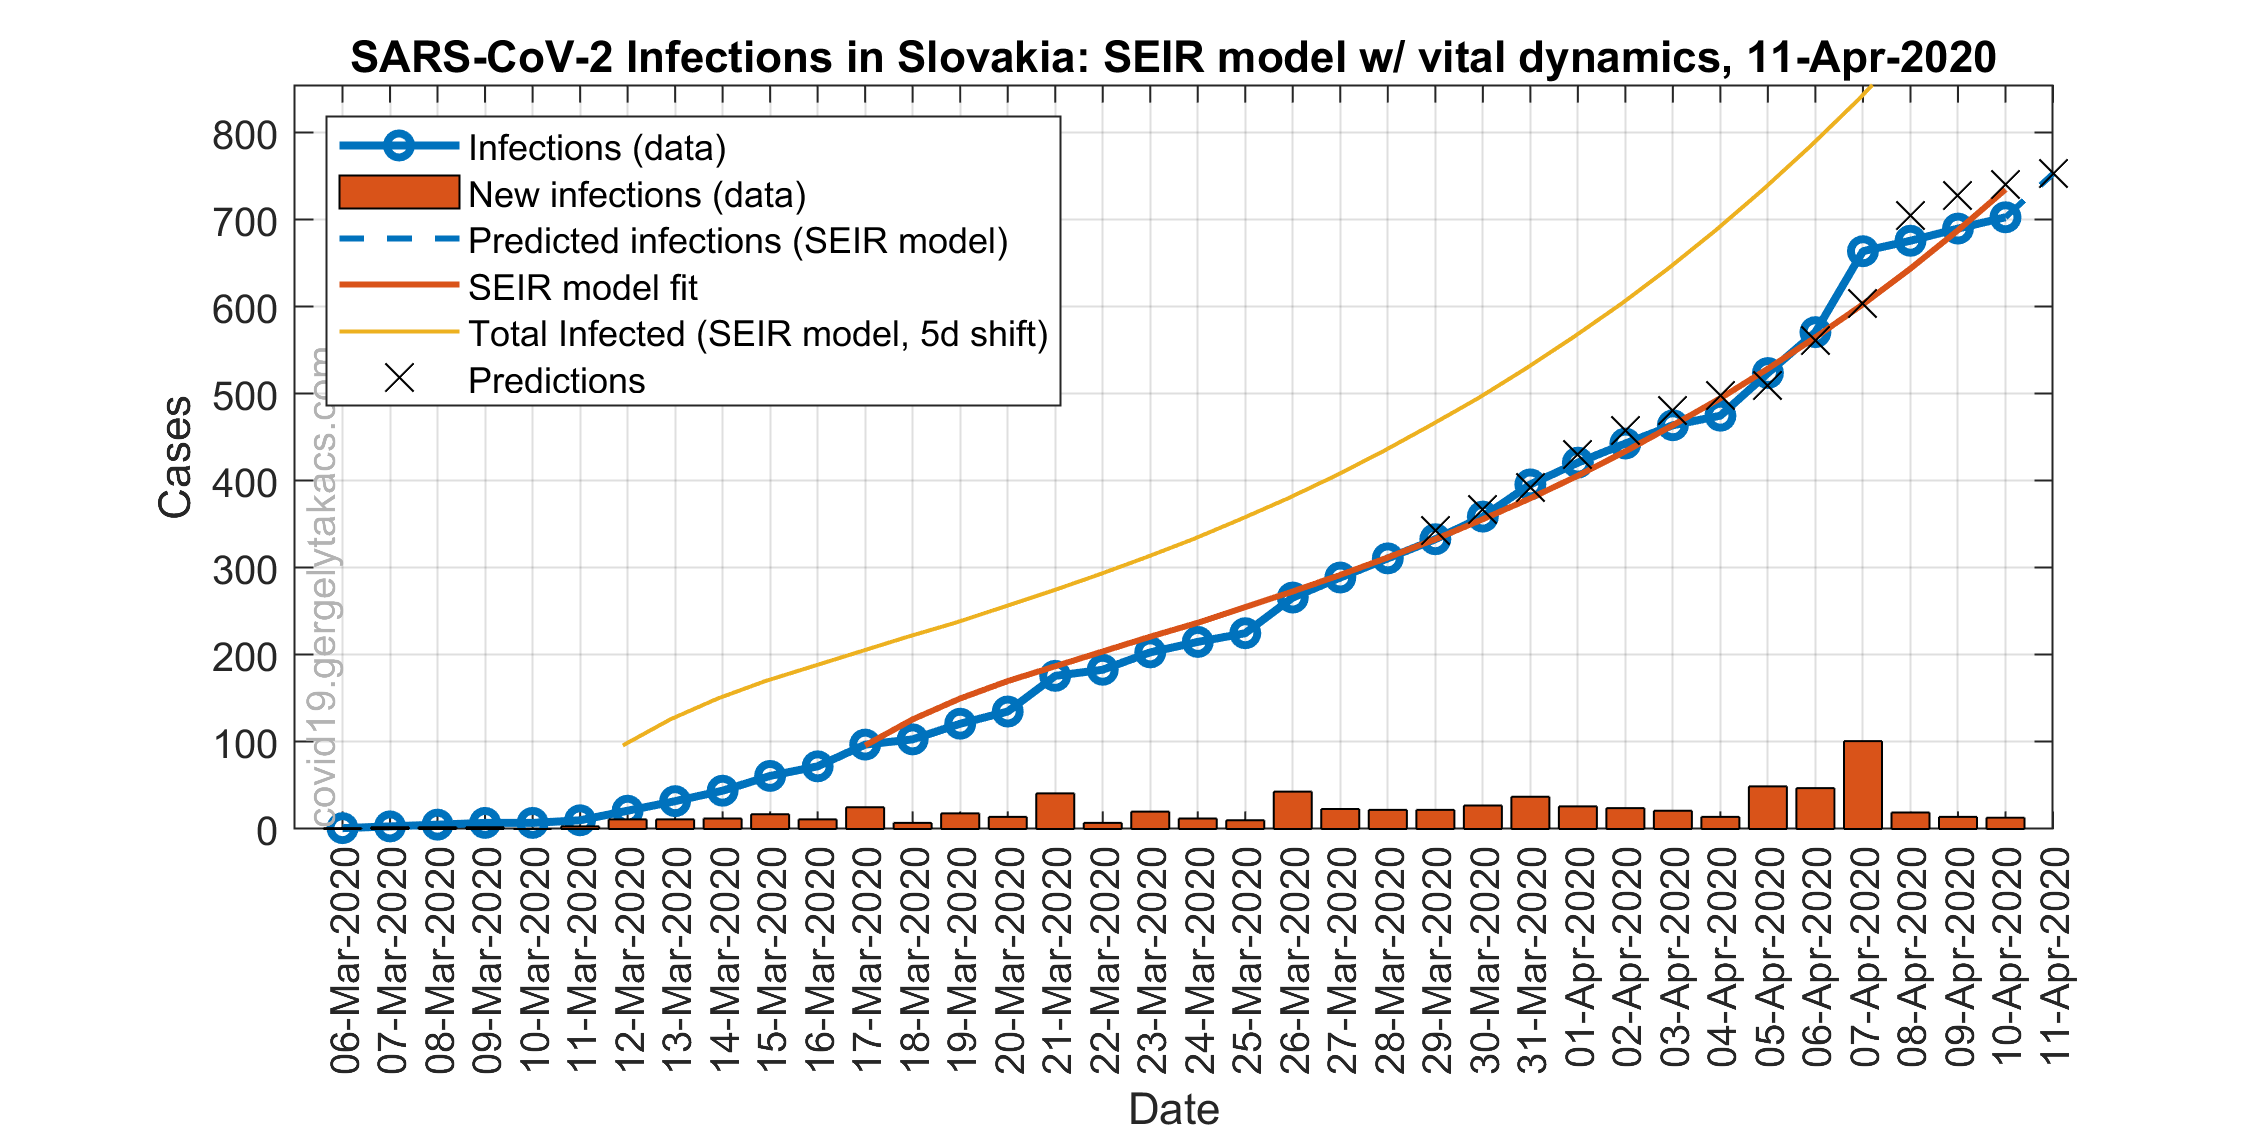 SARS-CoV-2 Infections in Slovakia: SEIR model w/ vital dynamics, 11-Apr-2020
Infections (data)
New infections (data)
Predicted infections (SEIR model)
SEIR model fit
Total Infected (SEIR model, 5d shift)
Predictions
covid19.gergelytakacs.com
Cases
800
700
600
500
400
300
200
100
0
06-Mar-2020
07-Mar-2020
08-Mar-2020
09-Mar-2020
10-Mar-2020
11-Mar-2020
12-Mar-2020
13-Mar-2020
14-Mar-2020
15-Mar-2020
16-Mar-2020
17-Mar-2020
18-Mar-2020
19-Mar-2020
20-Mar-2020
21-Mar-2020
22-Mar-2020
23-Mar-2020
24-Mar-2020
25-Mar-2020
26-Mar-2020
27-Mar-2020
28-Mar-2020
29-Mar-2020
30-Mar-2020
31-Mar-2020
01-Apr-2020
02-Apr-2020
03-Apr-2020
04-Apr-2020
05-Apr-2020
06-Apr-2020
07-Apr-2020
08-Apr-2020
09-Apr-2020
10-Apr-2020
11-Apr-2020
Date